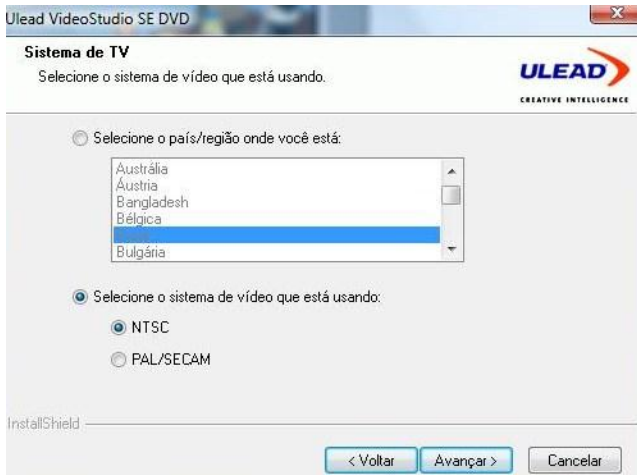 Ulead VideoStudio SE DVD
Sistema de TV
Selecione o sistema de vídeo que está usando.
ULEAD
CREATIVE INTELLIGENCE
Selecione o país/região onde você está:
Austrália
Áustria
Bangladesh
Bélgica
Bulgária
Selecione o sistema de vídeo que está usando:
NTSC
PAL/SECAM
InstallShield
< Voltar Avançar > Cancelar